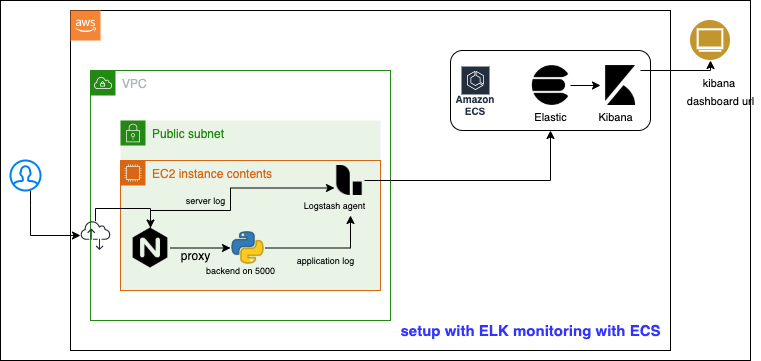 aws
VPC
Public subnet
EC2 instance contents
server log
Logstash agent
N
proxy
backend on 5000
application log
Amazon
ECS
Elastic
Kibana
kibana
dashboard url
setup with ELK monitoring with ECS